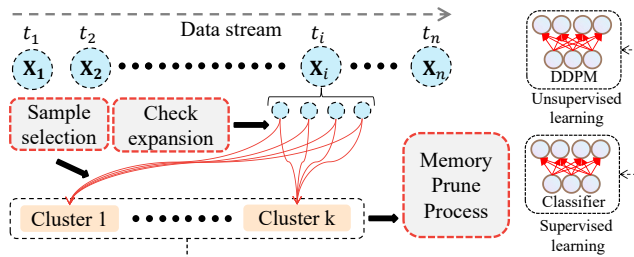 Data stream
t1 t2 ti tn
X1 X2 Xi Xn
Sample
selection
Check
expansion
Cluster 1 Cluster k
Memory
Prune
Process
DDPM
Unsupervised
learning
Classifier
Supervised
learning